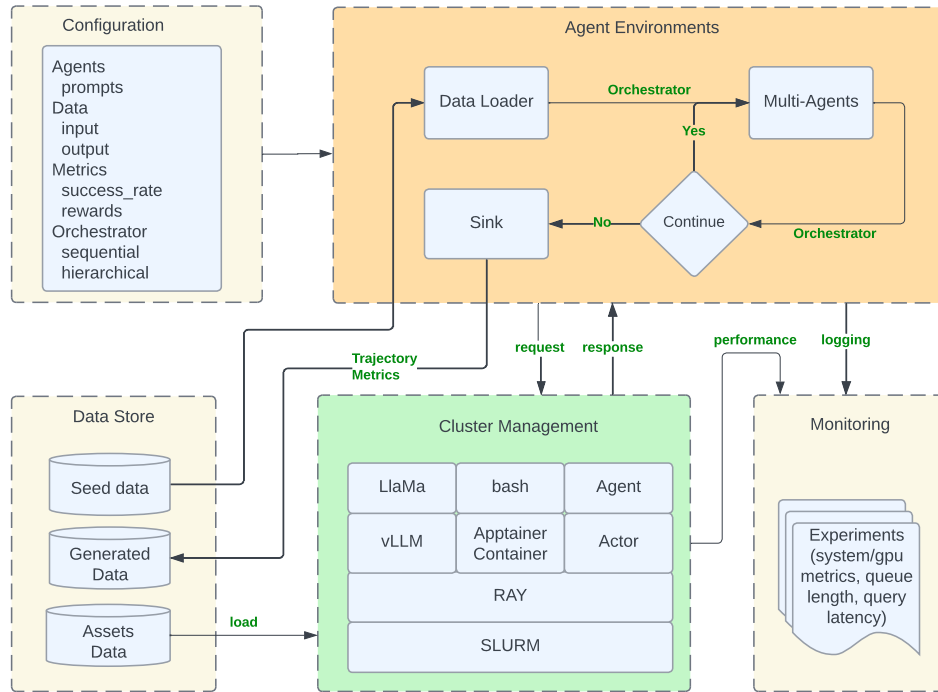 Configuration
Agents
prompts
Data
input
output
Metrics
success_rate
rewards
Orchestrator
sequential
hierarchical
Agent Environments
Data Loader
Orchestrator
Multi-Agents
Yes
Sink
No
Continue
Orchestrator
Trajectory
Metrics
request
response
performance
logging
Data Store
Seed data
Generated
Data
Assets
Data
load
Cluster Management
LlaMa
bash
Agent
vLLM
Apptainer
Container
Actor
RAY
SLURM
Monitoring
Experiments
(system/gpu
metrics, queue
length, query
latency)